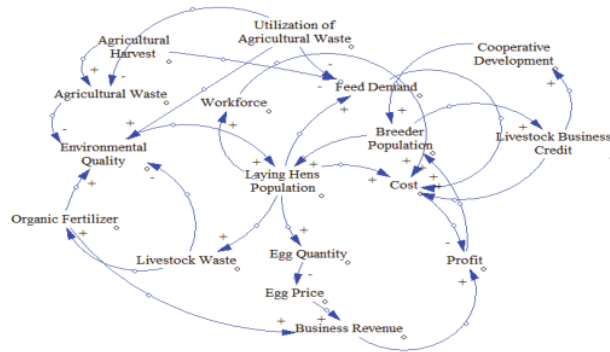 Agricultural
Harvest
Utilization of
Agricultural Waste
Cooperative
Development
Agricultural Waste
Workforce
Feed Demand
Environmental
Quality
Breeder
Population
Livestock Business
Credit
Laying Hens
Population
Cost
Organic Fertilizer
Livestock Waste
Egg Quantity
Profit
Egg Price
Business Revenue